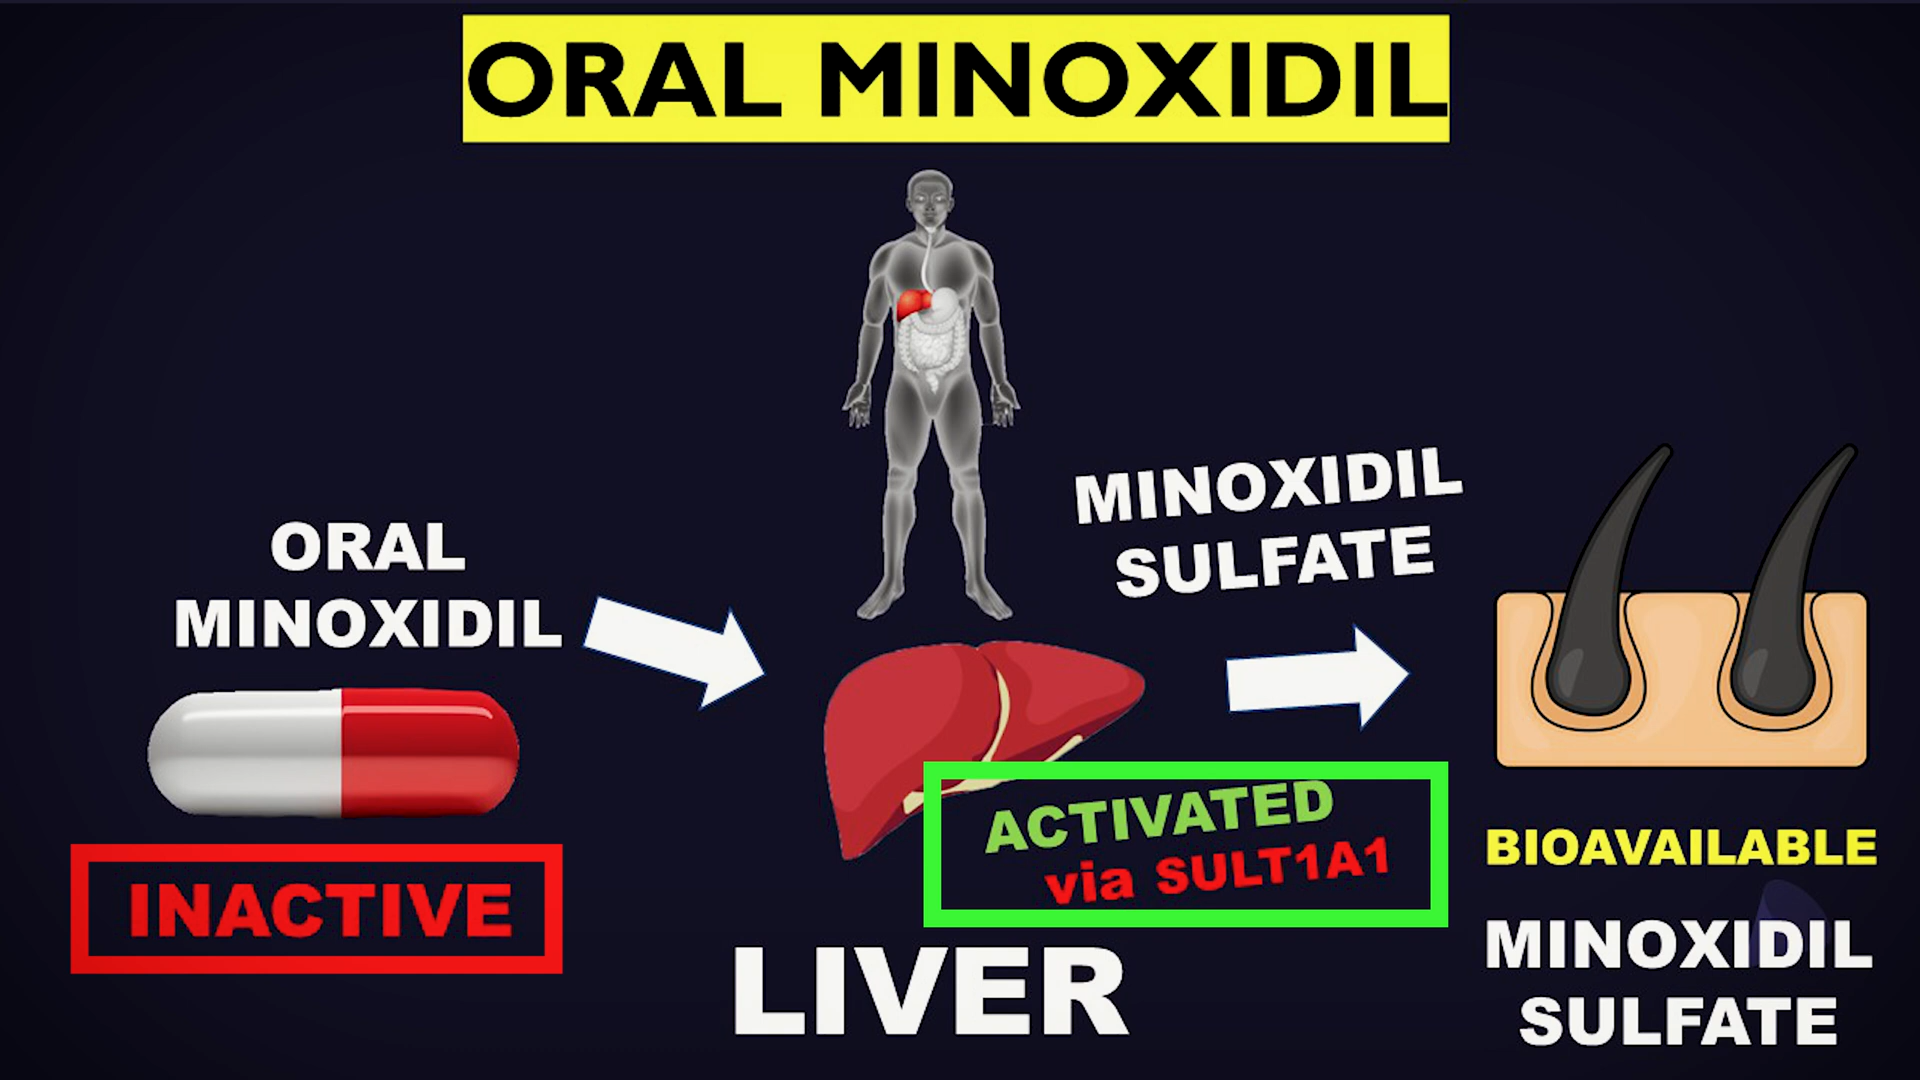 ORAL MINOXIDIL
ORAL
MINOXIDIL
INACTIVE
MINOXIDIL
SULFATE
ACTIVATED
via SULT1A1
LIVER
BIOAVAILABLE
MINOXIDIL
SULFATE